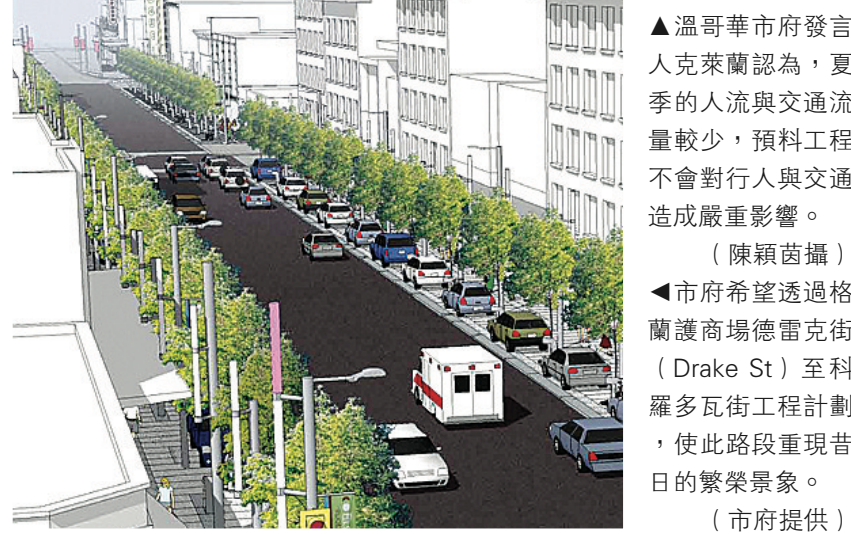 ▲溫哥華市府發言
人克萊蘭認為，夏
季的人流與交通流
量較少，預料工程
不會對行人與交通
造成嚴重影響。
（陳穎茵攝）
◀市府希望透過格
蘭護商場德雷克街
（Drake St）至科
羅多瓦街工程計劃
，使此路段重現昔
日的繁榮景象。
（市府提供）